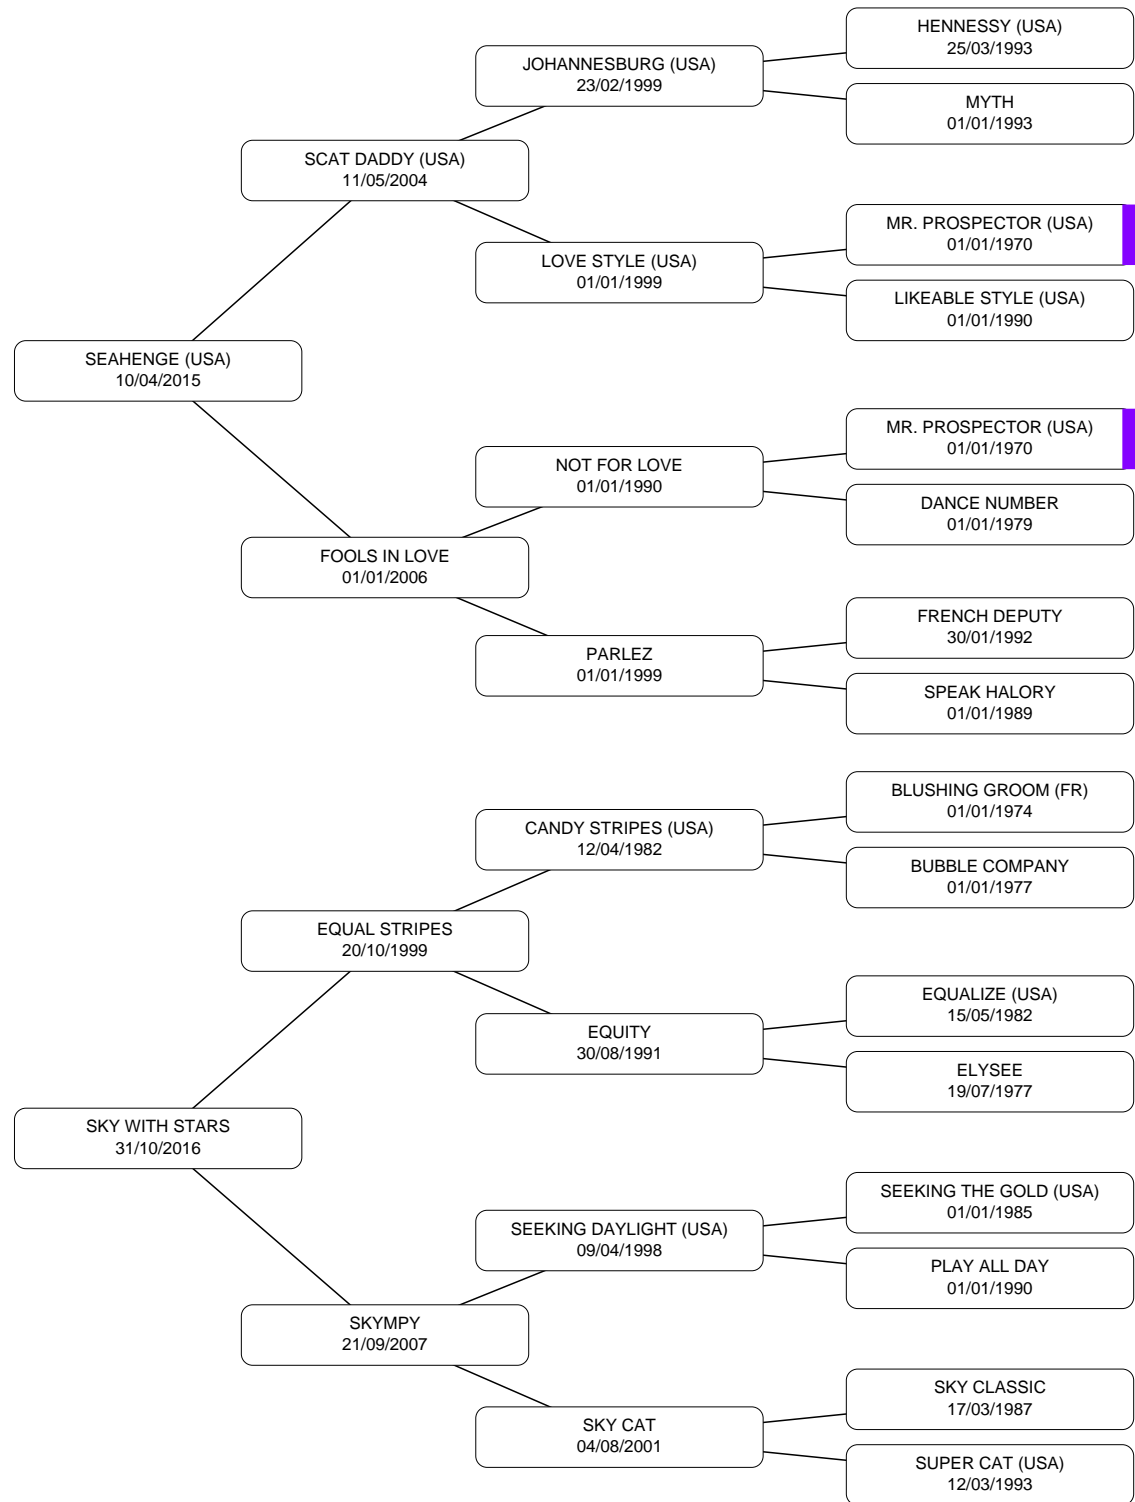 HENNESSY (USA)
25/03/1993
JOHANNESBURG (USA)
23/02/1999
MYTH
01/01/1993
SCAT DADDY (USA)
11/05/2004
MR. PROSPECTOR (USA)
01/01/1970
LOVE STYLE (USA)
01/01/1999
LIKEABLE STYLE (USA)
01/01/1990
SEAHENGE (USA)
10/04/2015
MR. PROSPECTOR (USA)
01/01/1970
NOT FOR LOVE
01/01/1990
DANCE NUMBER
01/01/1979
FOOLS IN LOVE
01/01/2006
FRENCH DEPUTY
30/01/1992
PARLEZ
01/01/1999
SPEAK HALORY
01/01/1989
BLUSHING GROOM (FR)
01/01/1974
CANDY STRIPES (USA)
12/04/1982
BUBBLE COMPANY
01/01/1977
EQUAL STRIPES
20/10/1999
EQUALIZE (USA)
15/05/1982
EQUITY
30/08/1991
ELYSEE
19/07/1977
SKY WITH STARS
31/10/2016
SEEKING THE GOLD (USA)
01/01/1985
SEEKING DAYLIGHT (USA)
09/04/1998
PLAY ALL DAY
01/01/1990
SKYMPY
21/09/2007
SKY CLASSIC
17/03/1987
SKY CAT
04/08/2001
SUPER CAT (USA)
12/03/1993